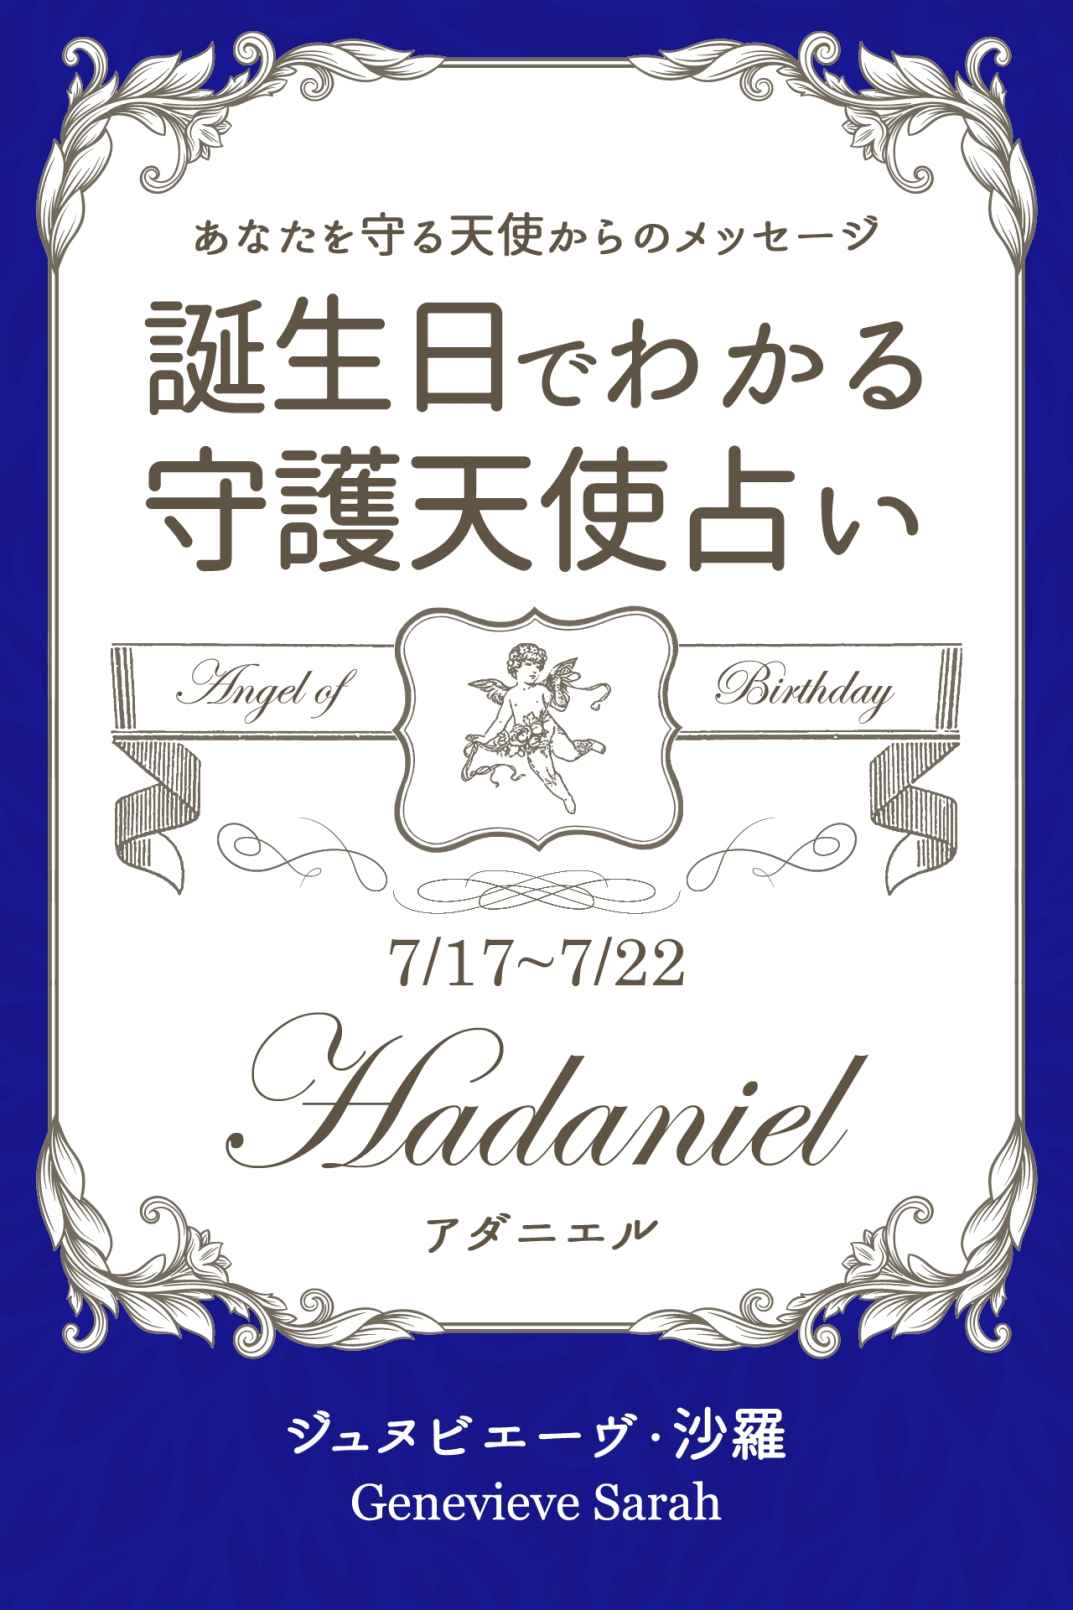 あなたを守る天使からのメッセージ
誕生日でわかる
守護天使占い
Angel of Birthday
7/17~7/22
Hadaniel
アダニエル
ジュヌビエーヴ・沙羅
Genevieve Sarah